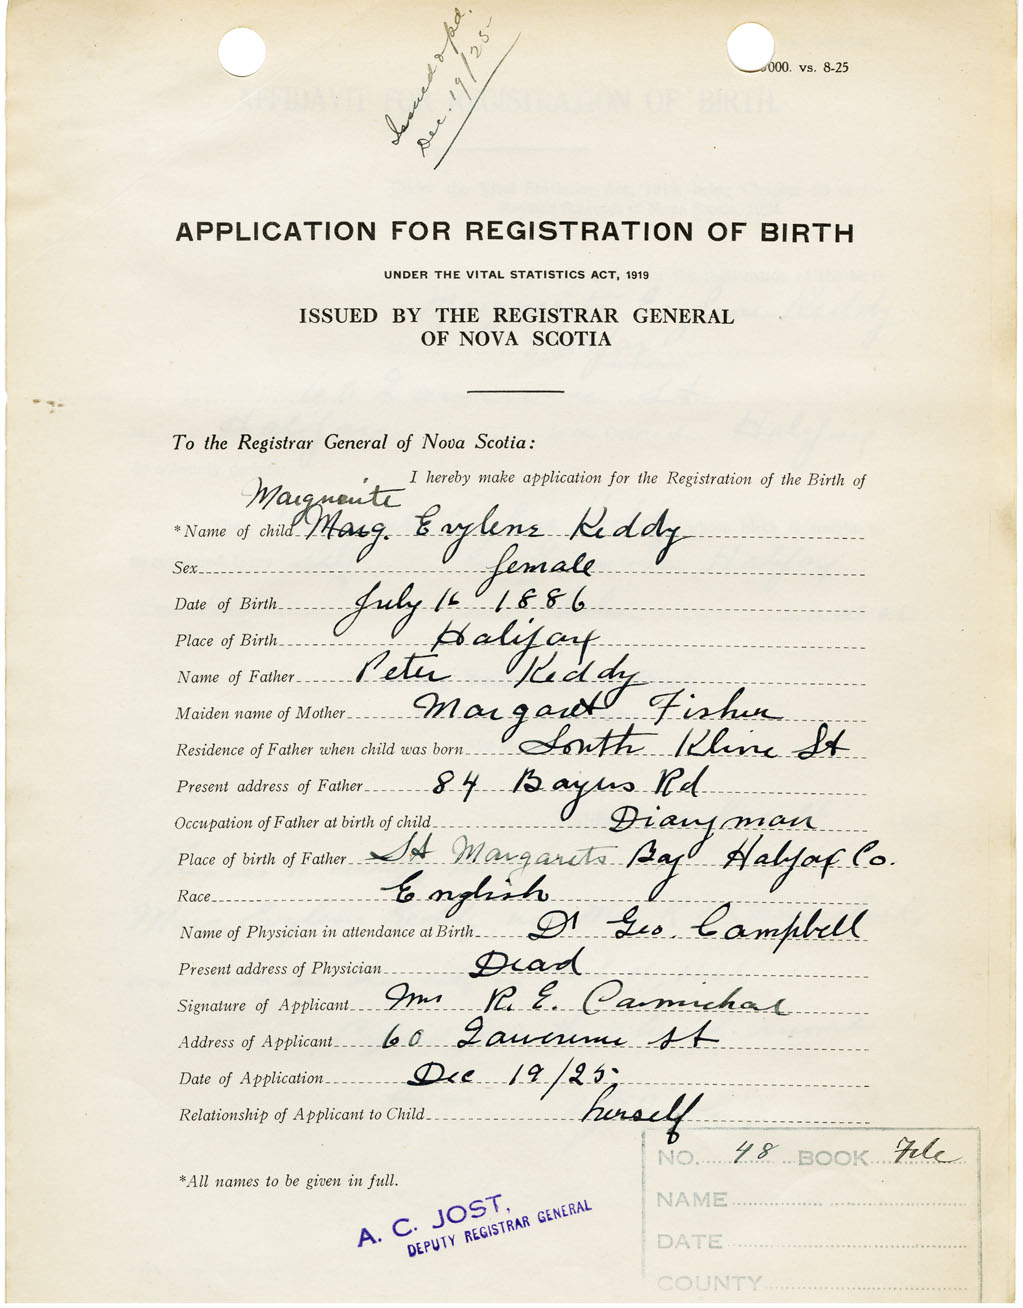 Issued & pd.
Dec. 19/25-
000. vs. 8-25
APPLICATION FOR REGISTRATION OF BIRTH
UNDER THE VITAL STATISTICS ACT, 1919
ISSUED BY THE REGISTRAR GENERAL
OF NOVA SCOTIA
To the Registrar General of Nova Scotia:
I hereby make application for the Registration of the Birth of
Marguerite
*Name of child Marg. Evylene Keddy
Sex female
Date of Birth July 16 1886
Place of Birth Halifax
Name of Father Peter Keddy
Maiden name of Mother Margaret Fisher
Residence of Father when child was born South Kline St
Present address of Father 84 Bayers Rd
Occupation of Father at birth of child
Place of birth of Father St Margarets Bay Halifax Co.
Race English
Name of Physician in attendance at Birth Dr Geo. Campbell
Present address of Physician Dead
Signature of Applicant Mrs R. E. Carmichal
Address of Applicant 60 St
Date of Application Dec 19/25-
Relationship of Applicant to Child herself
NO. 48 BOOK File
*All names to be given in full.
NAME
A. C. JOST,
DEPUTY REGISTRAR GENERAL
DATE
COUNTY